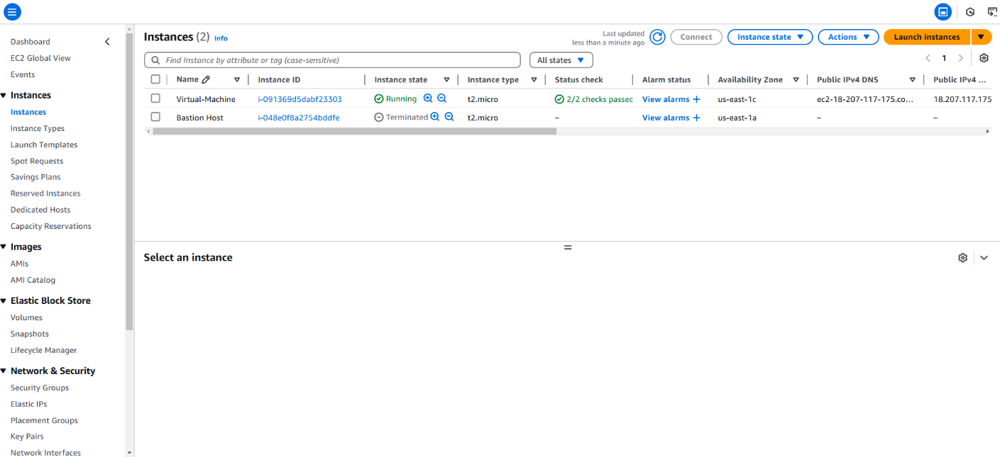 Dashboard
EC2 Global View
Events
Instances
Instances
Instance Types
Launch Templates
Spot Requests
Savings Plans
Reserved Instances
Dedicated Hosts
Capacity Reservations
Images
AMIs
AMI Catalog
Elastic Block Store
Volumes
Snapshots
Lifecycle Manager
Network & Security
Security Groups
Elastic IPs
Placement Groups
Key Pairs
Network Interfaces
Instances (2) Info
Last updated
less than a minute ago
Connect Instance state Actions Launch instances
Find Instance by attribute or tag (case-sensitive) All states 1
Name Instance ID Instance state Instance type Status check Alarm status Availability Zone Public IPv4 DNS Public IPv4 ...
Virtual-Machine i-091369d5dabf23303 Running t2.micro 2/2 checks passed View alarms + us-east-1c ec2-18-207-117-175.co... 18.207.117.175
Bastion Host i-048e0f8a2754bddfe Terminated t2.micro – View alarms + us-east-1a – –
Select an instance